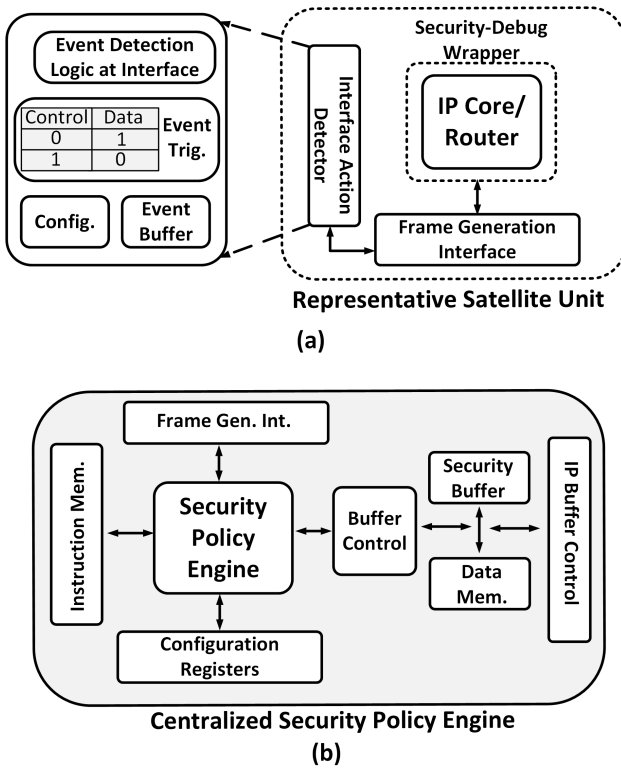 Event Detection
Logic at Interface
Control Data
0 1
1 0
Event
Trig.
Config.
Event
Buffer
Interface Action
Detector
Security-Debug
Wrapper
IP Core/
Router
Frame Generation
Interface
Representative Satellite Unit
(a)
Frame Gen. Int.
Instruction Mem.
Security
Policy
Engine
Buffer
Control
Security
Buffer
Data
Mem.
IP Buffer Control
Configuration
Registers
Centralized Security Policy Engine
(b)